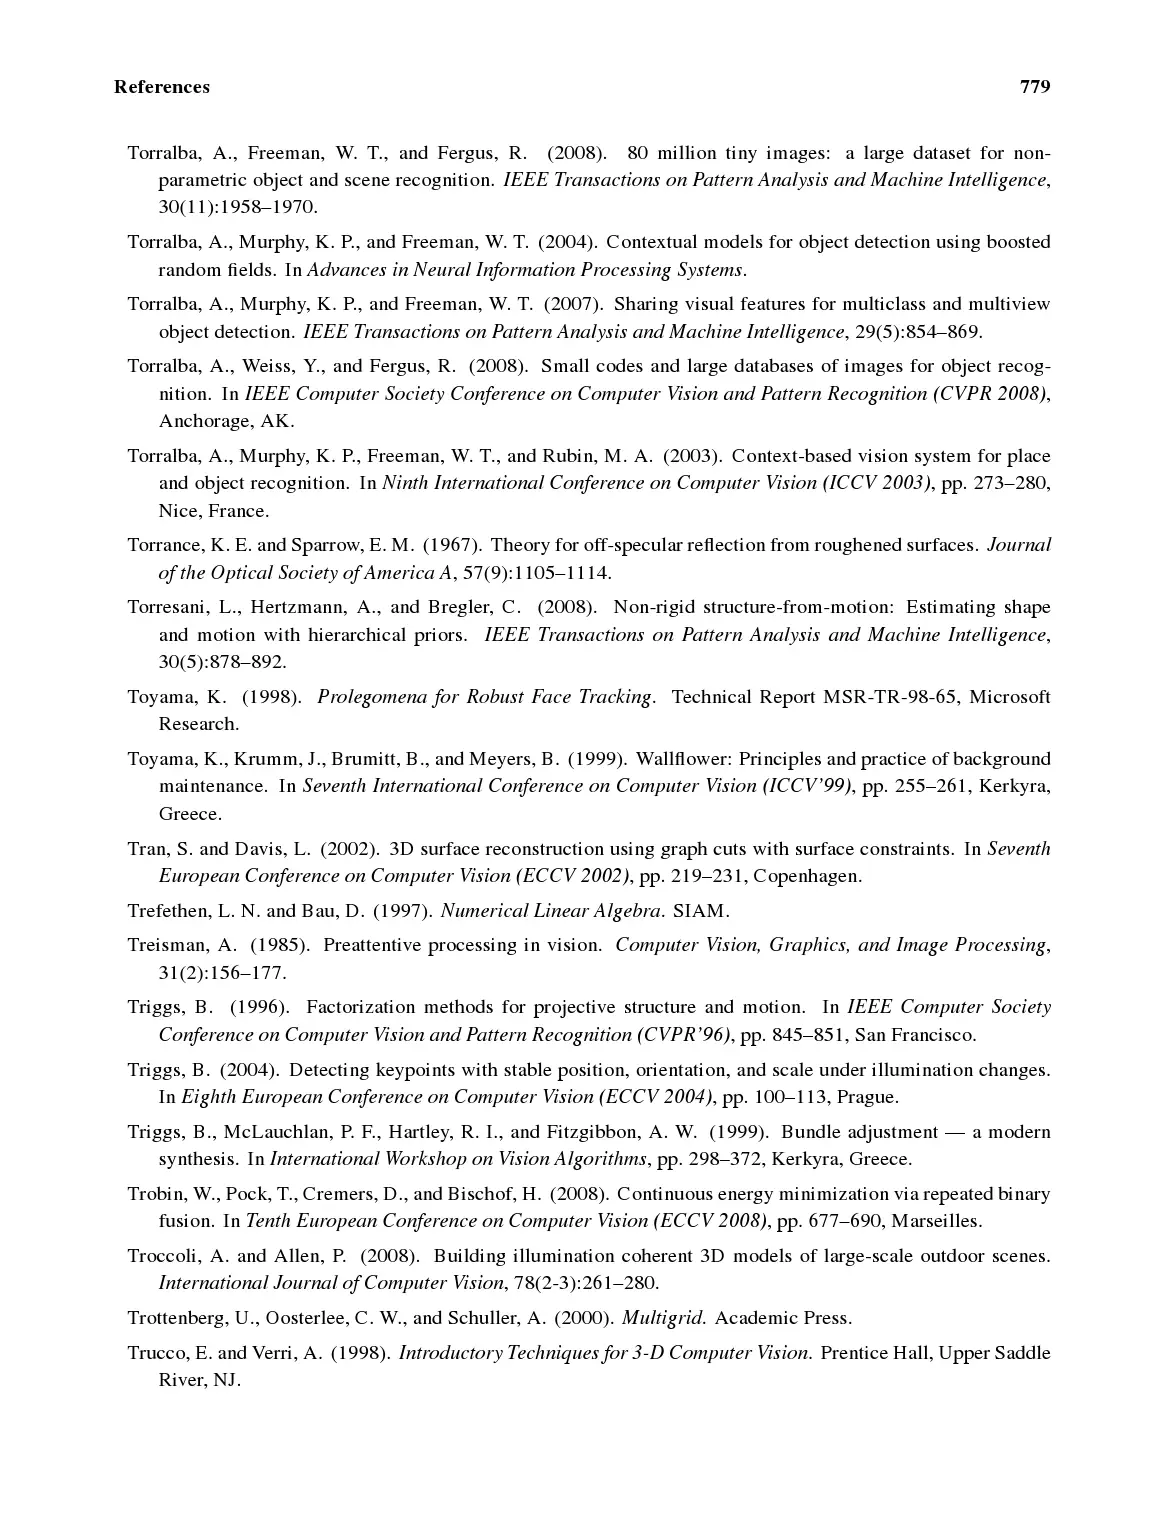 References 779
Torralba, A., Freeman, W. T., and Fergus, R. (2008). 80 million tiny images: a large dataset for non-
parametric object and scene recognition. IEEE Transactions on Pattern Analysis and Machine Intelligence,
30(11):1958–1970.
Torralba, A., Murphy, K. P., and Freeman, W. T. (2004). Contextual models for object detection using boosted
random fields. In Advances in Neural Information Processing Systems.
Torralba, A., Murphy, K. P., and Freeman, W. T. (2007). Sharing visual features for multiclass and multiview
object detection. IEEE Transactions on Pattern Analysis and Machine Intelligence, 29(5):854–869.
Torralba, A., Weiss, Y., and Fergus, R. (2008). Small codes and large databases of images for object recog-
nition. In IEEE Computer Society Conference on Computer Vision and Pattern Recognition (CVPR 2008),
Anchorage, AK.
Torralba, A., Murphy, K. P., Freeman, W. T., and Rubin, M. A. (2003). Context-based vision system for place
and object recognition. In Ninth International Conference on Computer Vision (ICCV 2003), pp. 273–280,
Nice, France.
Torrance, K. E. and Sparrow, E. M. (1967). Theory for off-specular reflection from roughened surfaces. Journal
of the Optical Society of America A, 57(9):1105–1114.
Torresani, L., Hertzmann, A., and Bregler, C. (2008). Non-rigid structure-from-motion: Estimating shape
and motion with hierarchical priors. IEEE Transactions on Pattern Analysis and Machine Intelligence,
30(5):878–892.
Toyama, K. (1998). Prolegomena for Robust Face Tracking. Technical Report MSR-TR-98-65, Microsoft
Research.
Toyama, K., Krumm, J., Brumitt, B., and Meyers, B. (1999). Wallflower: Principles and practice of background
maintenance. In Seventh International Conference on Computer Vision (ICCV'99), pp. 255–261, Kerkyra,
Greece.
Tran, S. and Davis, L. (2002). 3D surface reconstruction using graph cuts with surface constraints. In Seventh
European Conference on Computer Vision (ECCV 2002), pp. 219–231, Copenhagen.
Trefethen, L. N. and Bau, D. (1997). Numerical Linear Algebra. SIAM.
Treisman, A. (1985). Preattentive processing in vision. Computer Vision, Graphics, and Image Processing,
31(2):156–177.
Triggs, B. (1996). Factorization methods for projective structure and motion. In IEEE Computer Society
Conference on Computer Vision and Pattern Recognition (CVPR'96), pp. 845–851, San Francisco.
Triggs, B. (2004). Detecting keypoints with stable position, orientation, and scale under illumination changes.
In Eighth European Conference on Computer Vision (ECCV 2004), pp. 100–113, Prague.
Triggs, B., McLauchlan, P. F., Hartley, R. I., and Fitzgibbon, A. W. (1999). Bundle adjustment — a modern
synthesis. In International Workshop on Vision Algorithms, pp. 298–372, Kerkyra, Greece.
Trobin, W., Pock, T., Cremers, D., and Bischof, H. (2008). Continuous energy minimization via repeated binary
fusion. In Tenth European Conference on Computer Vision (ECCV 2008), pp. 677–690, Marseilles.
Troccoli, A. and Allen, P. (2008). Building illumination coherent 3D models of large-scale outdoor scenes.
International Journal of Computer Vision, 78(2-3):261–280.
Trottenberg, U., Oosterlee, C. W., and Schuller, A. (2000). Multigrid. Academic Press.
Trucco, E. and Verri, A. (1998). Introductory Techniques for 3-D Computer Vision. Prentice Hall, Upper Saddle
River, NJ.